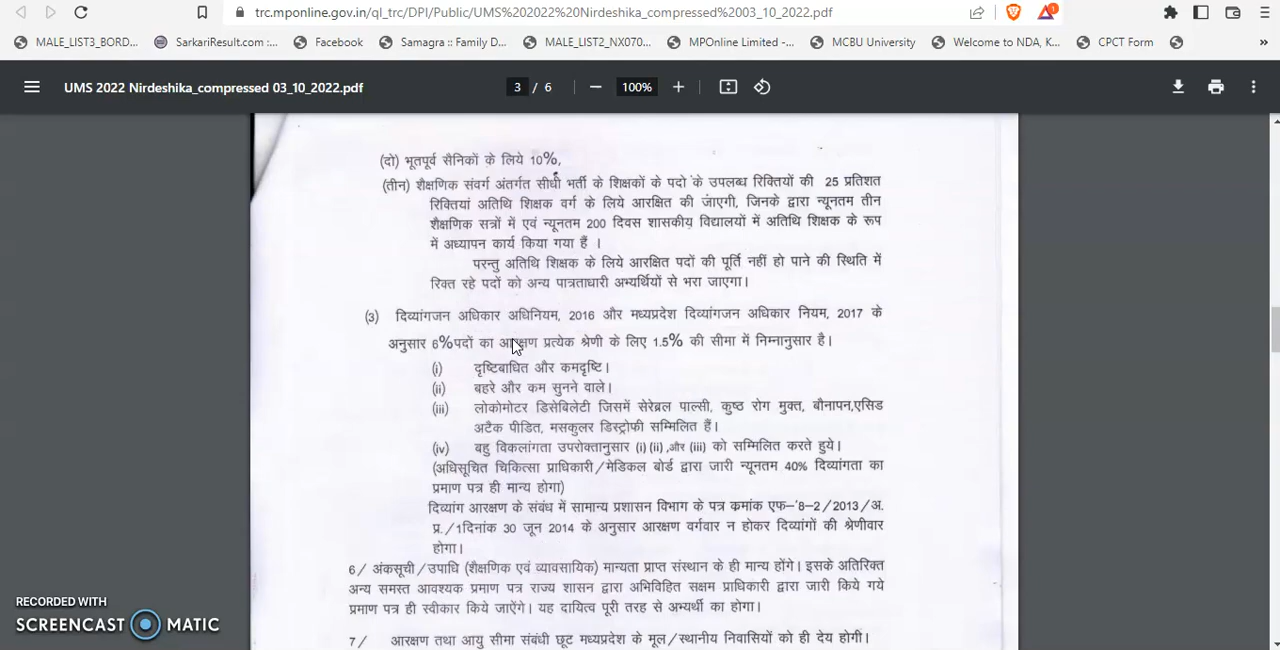 trc.mponline.gov.in/ql_trc/DPI/Public/UMS%202022%20Nirdeshika_compressed%2003_10_2022.pdf
1
MALE_LIST3_BORD... SarkariResult.com :... Facebook Samagra :: Family D... MALE_LIST2_NX070... MPOnline Limited -... MCBU University Welcome to NDA, K... CPCT Form »
UMS 2022 Nirdeshika_compressed 03_10_2022.pdf 3 / 6 — 100% +
(दो) भूतपूर्व सैनिकों के लिये 10%,
(तीन) शैक्षणिक संवर्ग अंतर्गत सीधी भर्ती के शिक्षकों के पदो के उपलब्ध रिक्तियों की 25 प्रतिशत
रिक्तियां अतिथि शिक्षक वर्ग के लिये आरक्षित की जाएगी, जिनके द्वारा न्यूनतम तीन
शैक्षणिक सत्रों में एवं न्यूनतम 200 दिवस शासकीय विद्यालयों में अतिथि शिक्षक के रूप
में अध्यापन कार्य किया गया हैं ।
परन्तु अतिथि शिक्षक के लिये आरक्षित पदों की पूर्ति नहीं हो पाने की स्थिति में
रिक्त रहे पदों को अन्य पात्रताधारी अभ्यर्थियों से भरा जाएगा।
(3) दिव्यांगजन अधिकार अधिनियम, 2016 और मध्यप्रदेश दिव्यांगजन अधिकार नियम, 2017 के
अनुसार 6%पदों का आरक्षण प्रत्येक श्रेणी के लिए 1.5% की सीमा में निम्नानुसार है।
(i) दृष्टिबाधित और कमदृष्टि।
(ii) बहरे और कम सुनने वाले।
(iii) लोकोमोटर डिसेबिलेटी जिसमें सेरेब्रल पाल्सी, कुष्ठ रोग मुक्त, बौनापन,एसिड
अटैक पीडित, मसकुलर डिस्ट्रोफी सम्मिलित हैं।
(iv) बहु विकलांगता उपरोक्तानुसार (i) (ii) ,और (iii) को सम्मिलित करते हुये।
(अधिसूचित चिकित्सा प्राधिकारी/मेडिकल बोर्ड द्वारा जारी न्यूनतम 40% दिव्यांगता का
प्रमाण पत्र ही मान्य होगा)
दिव्यांग आरक्षण के संबंध में सामान्य प्रशासन विभाग के पत्र कमांक एफ-8-2/2013/अ.
प्र./1दिनांक 30 जून 2014 के अनुसार आरक्षण वर्गवार न होकर दिव्यांगों की श्रेणीवार
होगा।
6/ अंकसूची/उपाधि (शैक्षणिक एवं व्यावसायिक) मान्यता प्राप्त संस्थान के ही मान्य होंगे। इसके अतिरिक्त
अन्य समस्त आवश्यक प्रमाण पत्र राज्य शासन द्वारा अभिविहित सक्षम प्राधिकारी द्वारा जारी किये गये
प्रमाण पत्र ही स्वीकार किये जाऐंगे। यह दायित्व पूरी तरह से अभ्यर्थी का होगा।
7/ आरक्षण तथा आयु सीमा संबंधी छूट मध्यप्रदेश के मूल/स्थानीय निवासियों को ही देय होगी।
RECORDED WITH
SCREENCAST MATIC